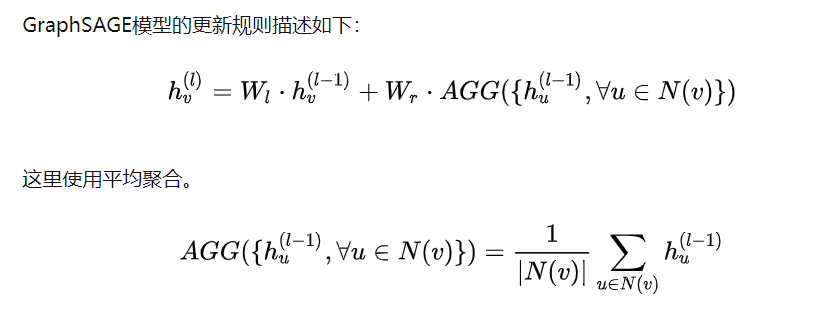 GraphSAGE模型的更新规则描述如下：
$h_v^{(l)} = W_l \cdot h_v^{(l-1)} + W_r \cdot AGG(\{h_u^{(l-1)}, \forall u \in N(v)\})$
这里使用平均聚合。
$AGG(\{h_u^{(l-1)}, \forall u \in N(v)\}) = \frac{1}{|N(v)|} \sum_{u \in N(v)} h_u^{(l-1)}$